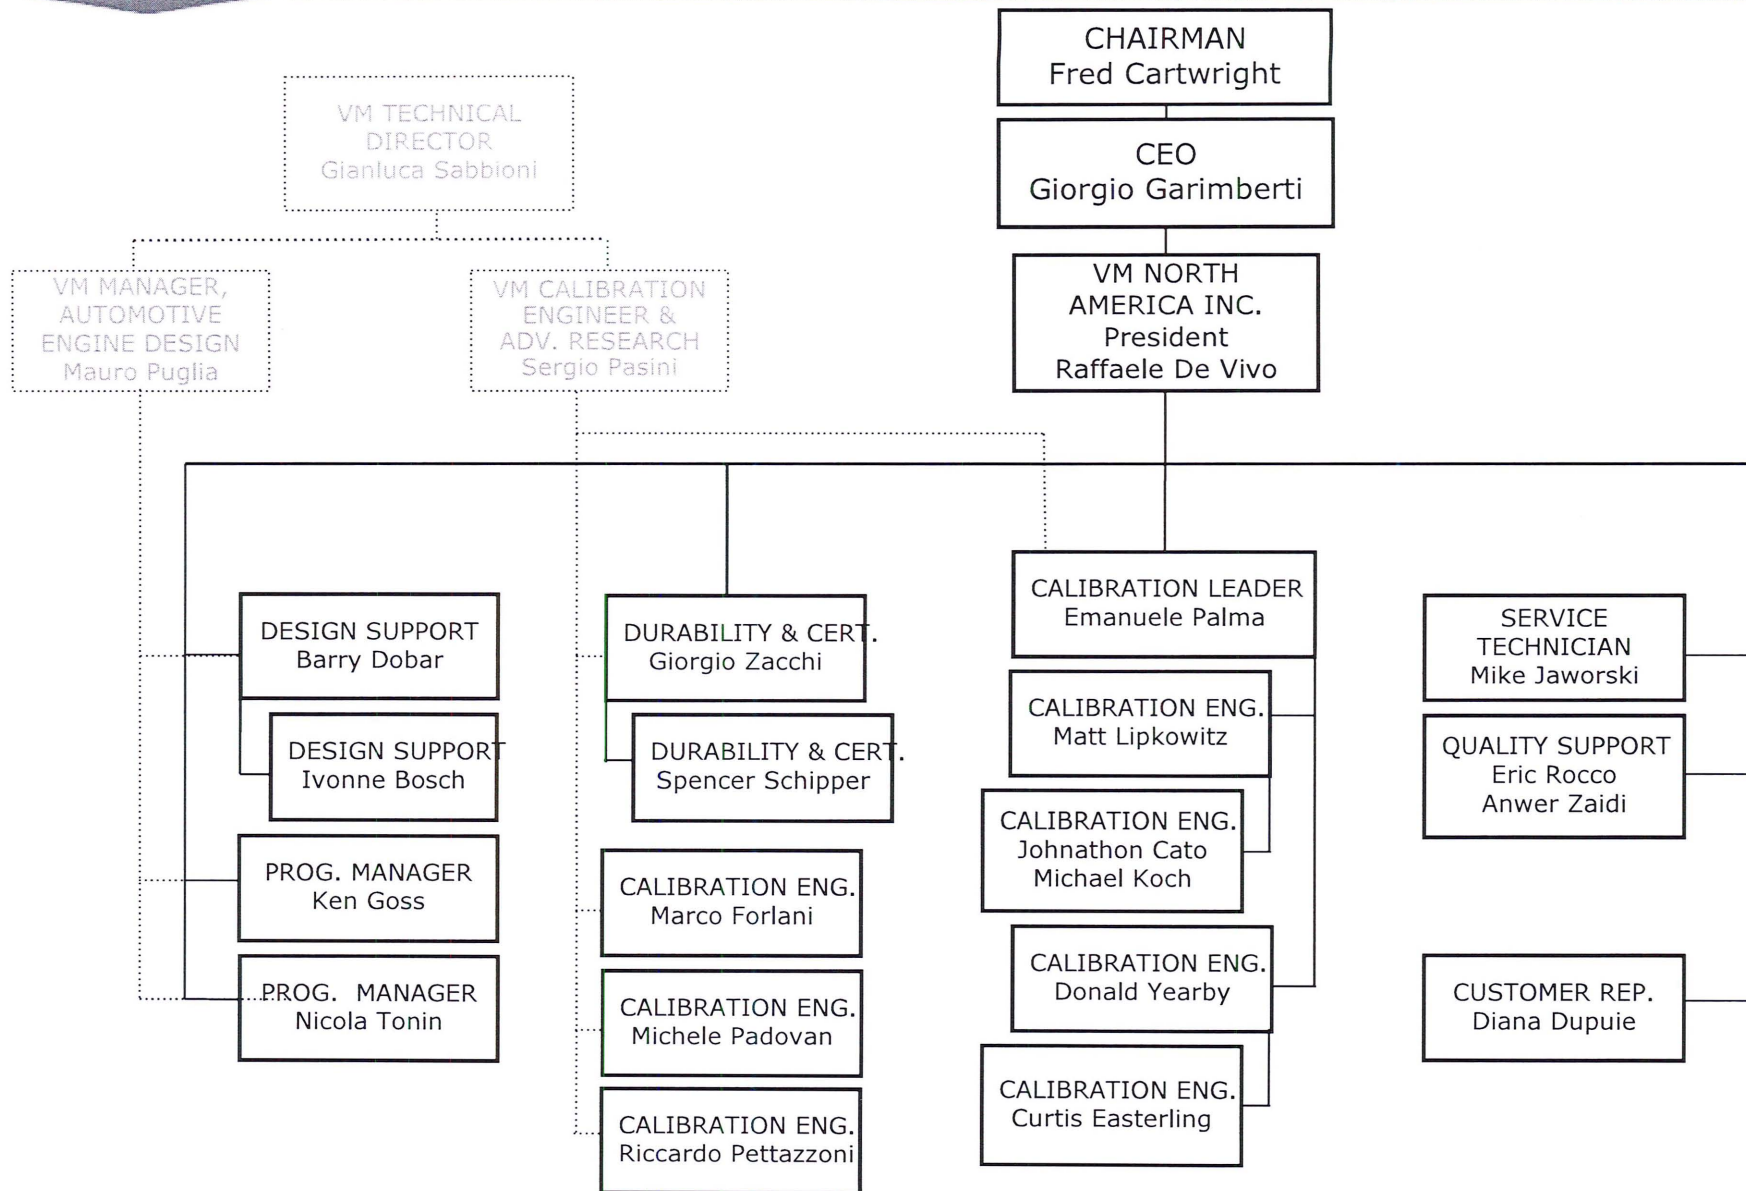 CHAIRMAN
Fred Cartwright
CEO
Giorgio Garimberti
VM NORTH
AMERICA INC.
President
Raffaele De Vivo
VM TECHNICAL
DIRECTOR
Gianluca Sabbioni
VM MANAGER,
AUTOMOTIVE
ENGINE DESIGN
Mauro Puglia
VM CALIBRATION
ENGINEER &
ADV. RESEARCH
Sergio Pasini
DESIGN SUPPORT
Barry Dobar
DESIGN SUPPORT
Ivonne Bosch
PROG. MANAGER
Ken Goss
PROG. MANAGER
Nicola Tonin
DURABILITY & CERT.
Giorgio Zacchi
DURABILITY & CERT.
Spencer Schipper
CALIBRATION ENG.
Marco Forlani
CALIBRATION ENG.
Michele Padovan
CALIBRATION ENG.
Riccardo Pettazzoni
CALIBRATION LEADER
Emanuele Palma
CALIBRATION ENG.
Matt Lipkowitz
CALIBRATION ENG.
Johnathon Cato
Michael Koch
CALIBRATION ENG.
Donald Yearby
CALIBRATION ENG.
Curtis Easterling
SERVICE
TECHNICIAN
Mike Jaworski
QUALITY SUPPORT
Eric Rocco
Anwer Zaidi
CUSTOMER REP.
Diana Dupuie